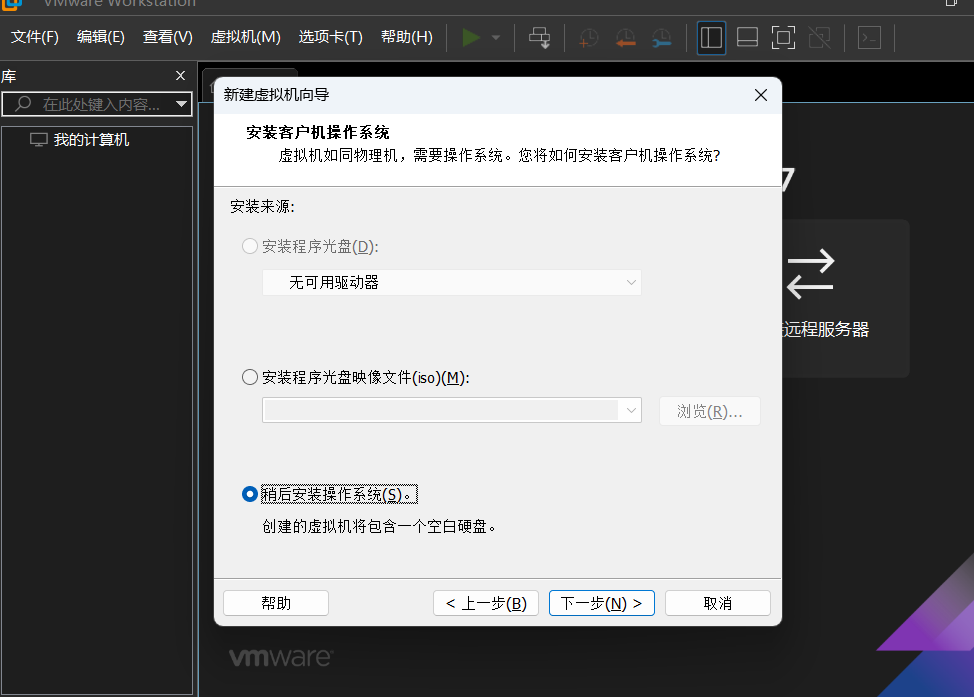 VMware Workstation
文件(F) 编辑(E) 查看(V) 虚拟机(M) 选项卡(T) 帮助(H)
库
在此处键入内容...
我的计算机
新建虚拟机向导
安装客户机操作系统
虚拟机如同物理机，需要操作系统。您将如何安装客户机操作系统?
安装来源:
安装程序光盘(D):
无可用驱动器
安装程序光盘映像文件(iso)(M):
浏览(R)...
稍后安装操作系统(S)。
创建的虚拟机将包含一个空白硬盘。
帮助
< 上一步(B)
下一步(N) >
取消
7
远程服务器
vmware